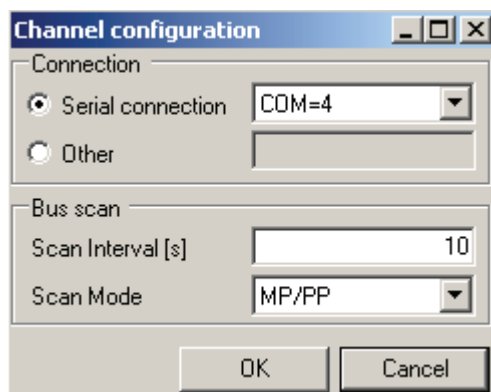 Channel configuration
Connection
Serial connection COM=4
Other
Bus scan
Scan Interval [s] 10
Scan Mode MP/PP
OK Cancel